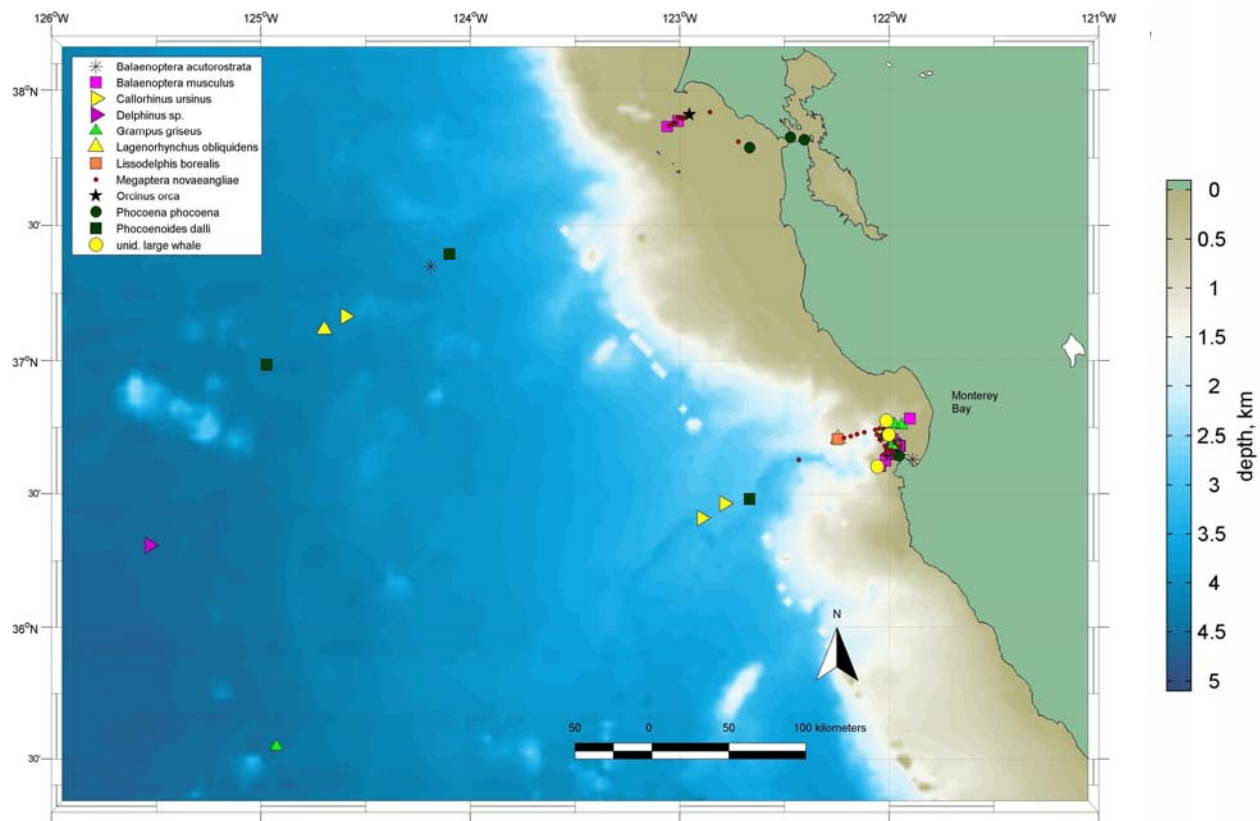 126°W 125°W 124°W 123°W 122°W 121°W
Balaenoptera acutorostrata
Balaenoptera musculus
Callorhinus ursinus
Delphinus sp.
Grampus griseus
Lagenorhynchus obliquidens
Lissodelphis borealis
Megaptera novaeangliae
Orcinus orca
Phocoena phocoena
Phocoenoides dalli
unid. large whale
38°N
30'
37°N
30'
36°N
30'
Monterey
Bay
N
50 0 50 100 kilometers
0
0.5
1
1.5
2
2.5
3
3.5
4
4.5
5
depth, km